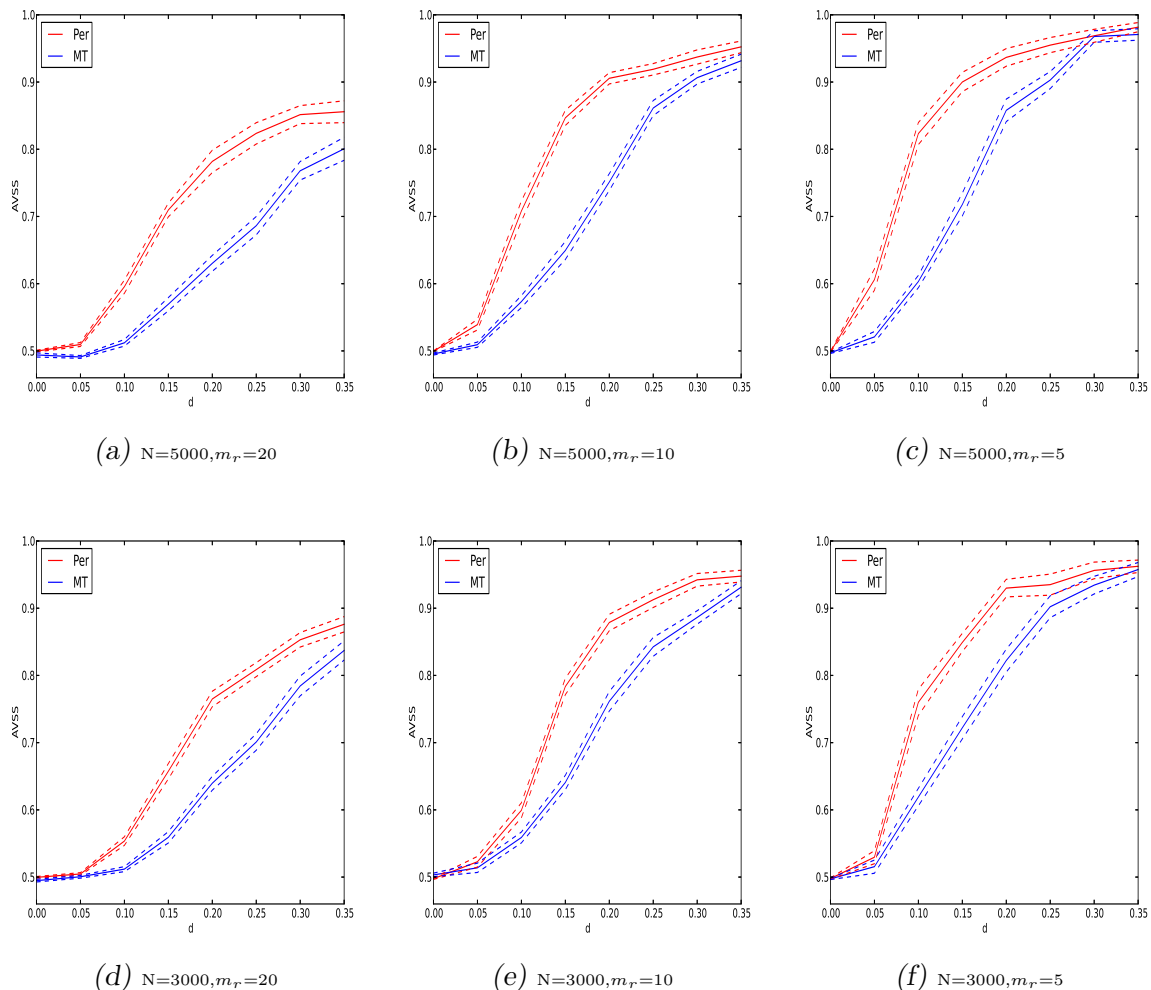 1.0
Per
MT
0.9
0.8
AVSS
0.7
0.6
0.5
0.00 0.05 0.10 0.15 0.20 0.25 0.30 0.35
d
(a) N=5000,m_r=20
1.0
Per
MT
0.9
0.8
AVSS
0.7
0.6
0.5
0.00 0.05 0.10 0.15 0.20 0.25 0.30 0.35
d
(b) N=5000,m_r=10
1.0
Per
MT
0.9
0.8
AVSS
0.7
0.6
0.5
0.00 0.05 0.10 0.15 0.20 0.25 0.30 0.35
d
(c) N=5000,m_r=5
1.0
Per
MT
0.9
0.8
AVSS
0.7
0.6
0.5
0.00 0.05 0.10 0.15 0.20 0.25 0.30 0.35
d
(d) N=3000,m_r=20
1.0
Per
MT
0.9
0.8
AVSS
0.7
0.6
0.5
0.00 0.05 0.10 0.15 0.20 0.25 0.30 0.35
d
(e) N=3000,m_r=10
1.0
Per
MT
0.9
0.8
AVSS
0.7
0.6
0.5
0.00 0.05 0.10 0.15 0.20 0.25 0.30 0.35
d
(f) N=3000,m_r=5